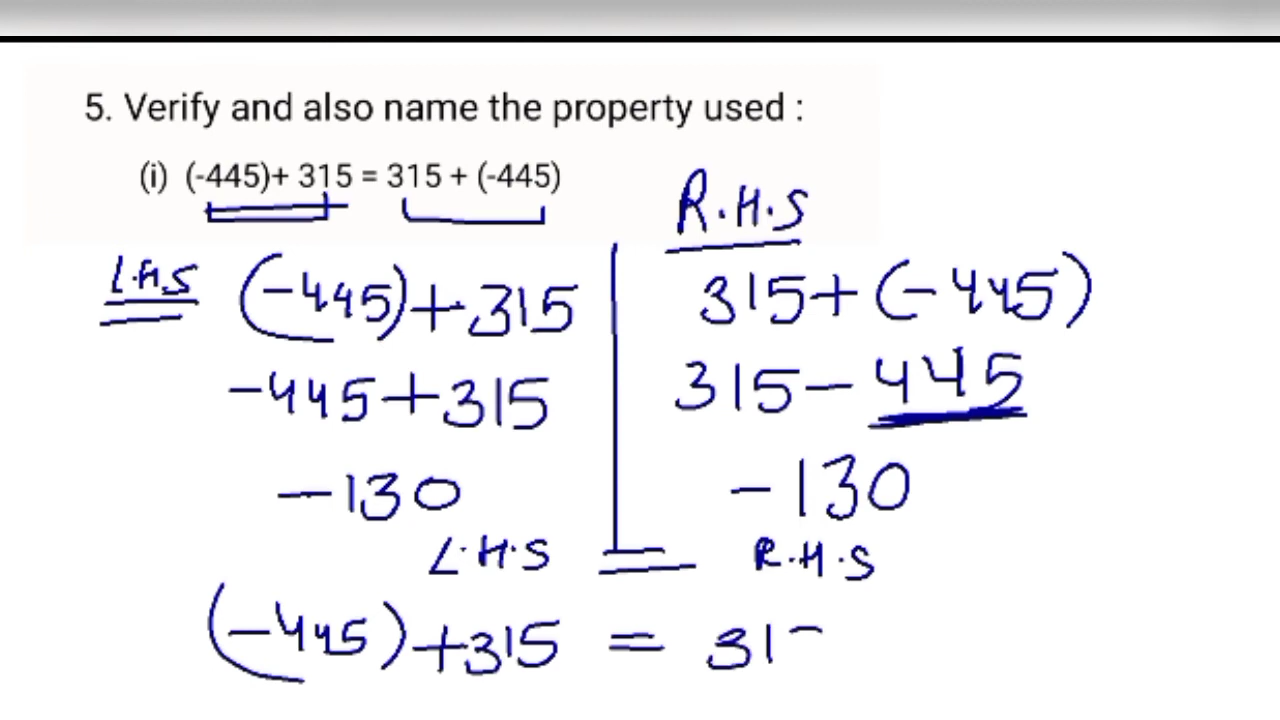 5. Verify and also name the property used :
(i) (-445)+ 315 = 315 + (-445)
R.H.S
L.H.S (-445)+315
315+(-445)
-445+315
315-445
-130
-130
L.H.S = R.H.S
(-445)+315 = 31